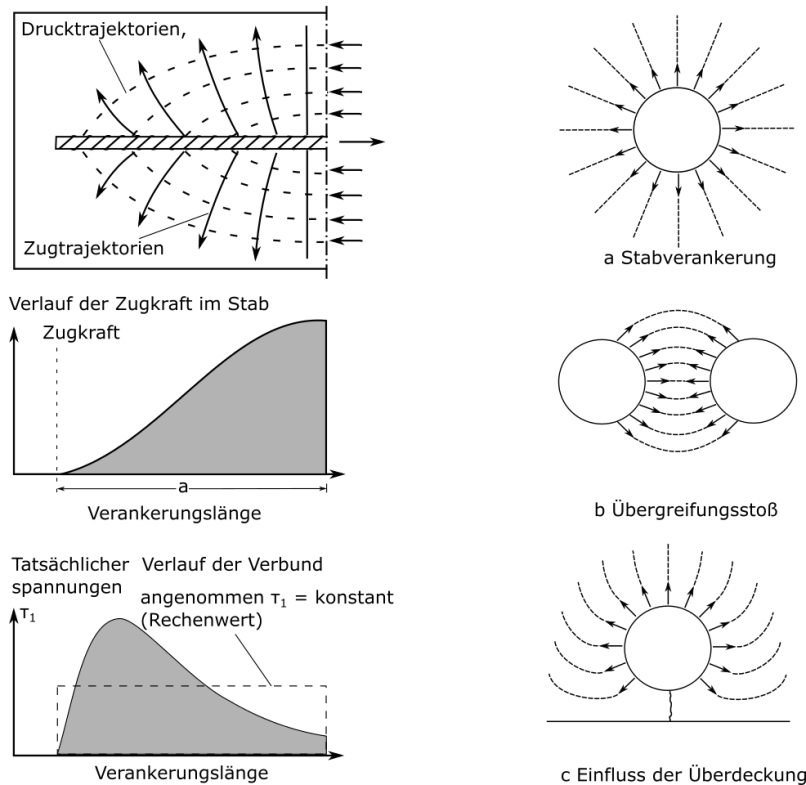 Drucktrajektorien,
Zugtrajektorien
Verlauf der Zugkraft im Stab
Zugkraft
a
Verankerungslänge
Tatsächlicher Verlauf der Verbund
spannungen
angenommen τ₁ = konstant
(Rechenwert)
τ₁
Verankerungslänge
a Stabverankerung
b Übergreifungsstoß
c Einfluss der Überdeckung